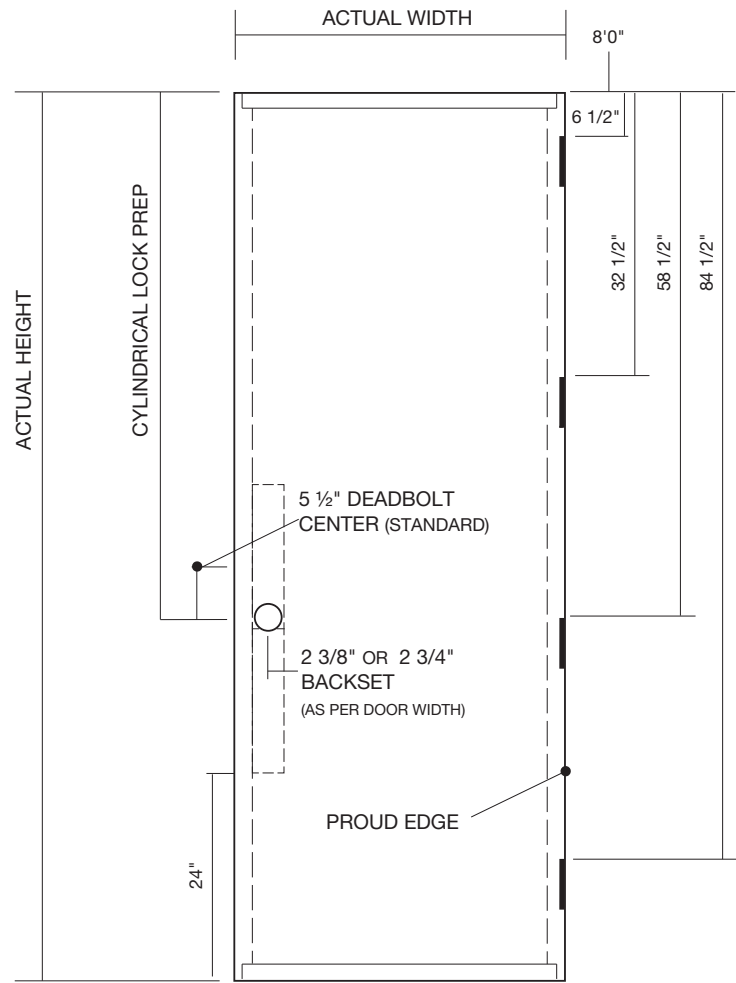 ACTUAL WIDTH
8'0"
6 1/2"
32 1/2"
58 1/2"
84 1/2"
CYLINDRICAL LOCK PREP
ACTUAL HEIGHT
5 ½" DEADBOLT
CENTER (STANDARD)
2 3/8" OR 2 3/4"
BACKSET
(AS PER DOOR WIDTH)
PROUD EDGE
24"